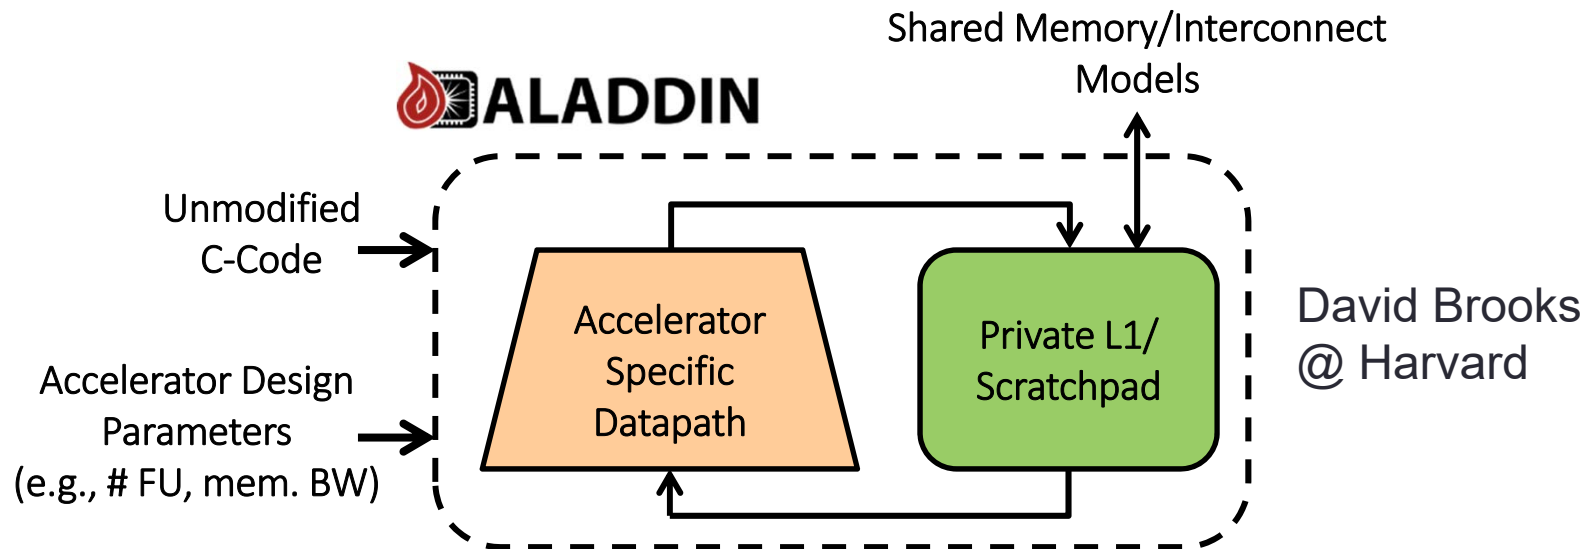 Shared Memory/Interconnect
Models
ALADDIN
Unmodified
C-Code
Accelerator Design
Parameters
(e.g., # FU, mem. BW)
Accelerator
Specific
Datapath
Private L1/
Scratchpad
David Brooks
@ Harvard